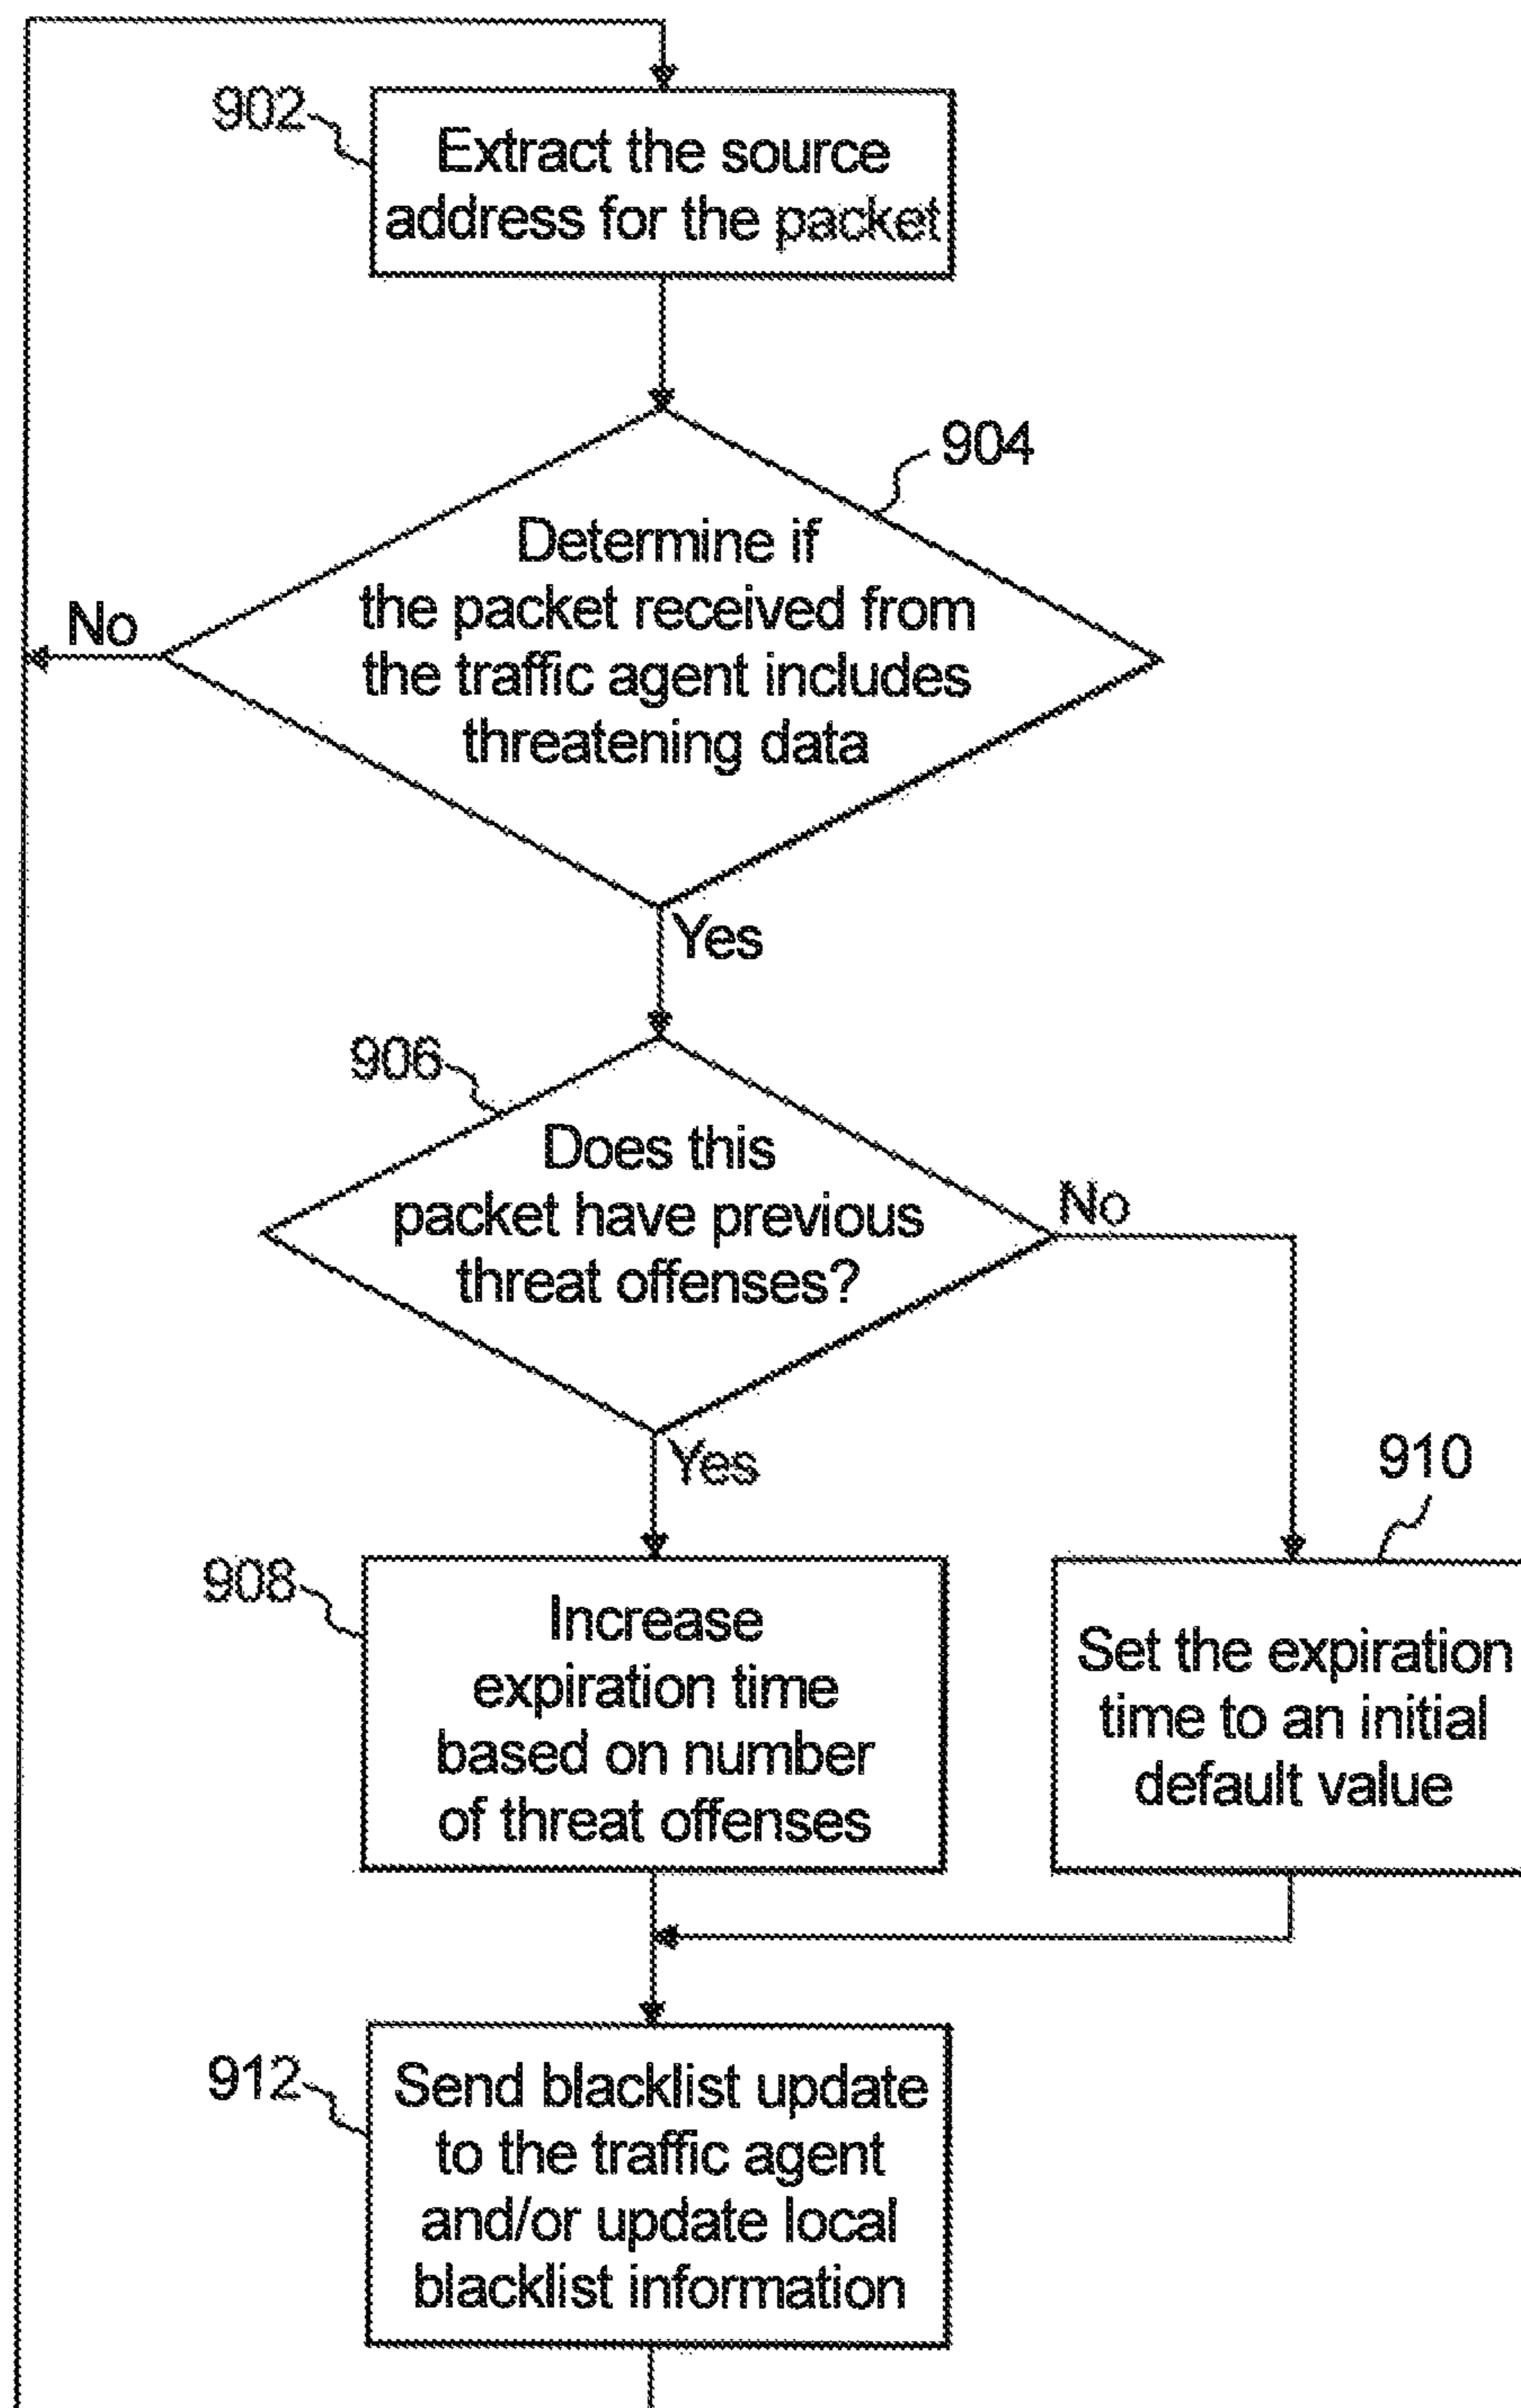 902
Extract the source
address for the packet
904
Determine if
the packet received from
the traffic agent includes
threatening data
No
Yes
906
Does this
packet have previous
threat offenses?
No
Yes
908
Increase
expiration time
based on number
of threat offenses
910
Set the expiration
time to an initial
default value
912
Send blacklist update
to the traffic agent
and/or update local
blacklist information